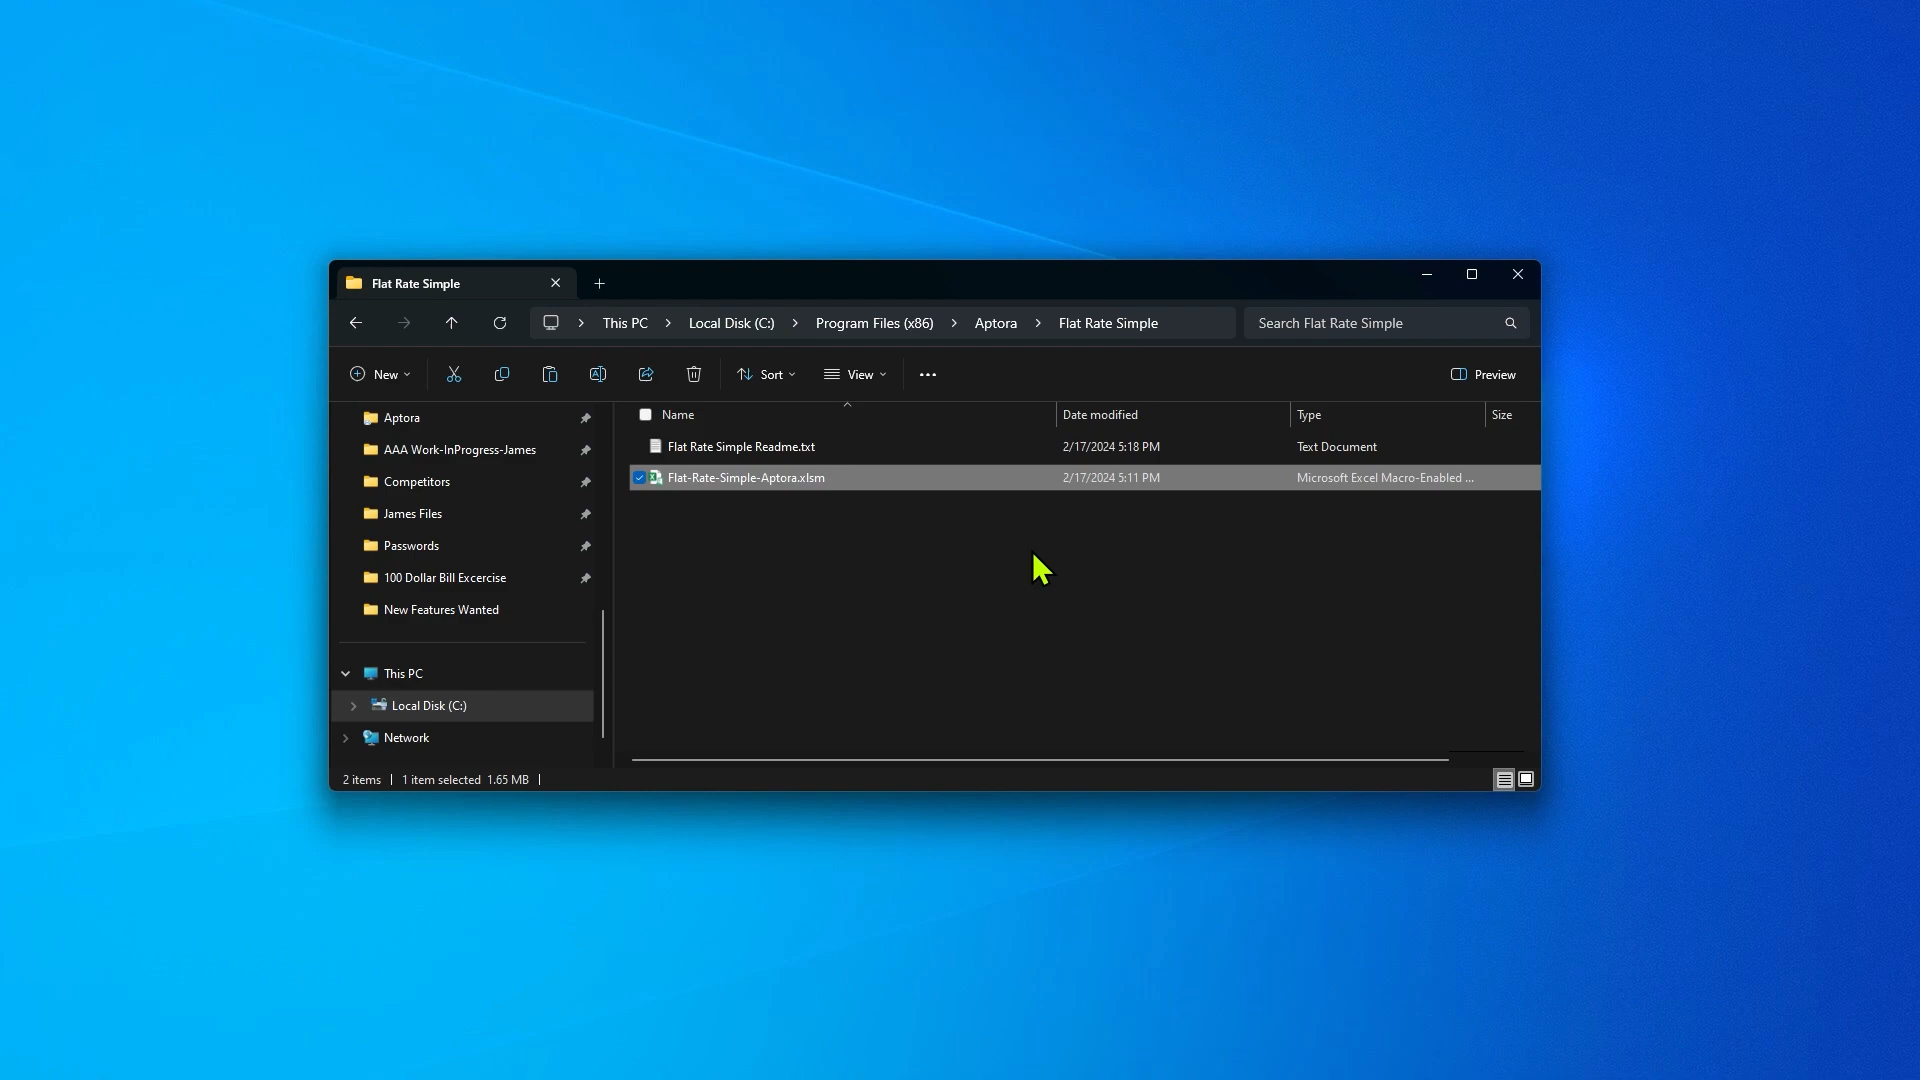 Flat Rate Simple
This PC
Local Disk (C:)
Program Files (x86)
Aptora
Flat Rate Simple
Search Flat Rate Simple
New
Sort
View
Preview
Name
Date modified
Type
Size
Flat Rate Simple Readme.txt
2/17/2024 5:18 PM
Text Document
Flat-Rate-Simple-Aptora.xlsm
2/17/2024 5:11 PM
Microsoft Excel Macro-Enabled ...
Aptora
AAA Work-InProgress-James
Competitors
James Files
Passwords
100 Dollar Bill Excercise
New Features Wanted
This PC
Local Disk (C:)
Network
2 items
1 item selected 1.65 MB